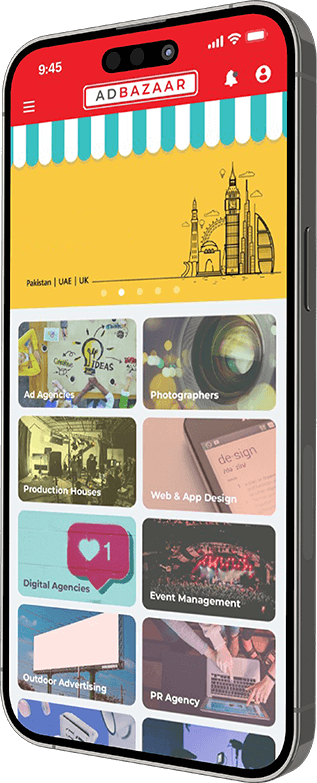 9:45
ADBAZAAR
Pakistan | UAE | UK
IDEAS
Ad Agencies
Photographers
Production Houses
de·sign
Web & App Design
1
Digital Agencies
Event Management
Outdoor Advertising
PR Agency